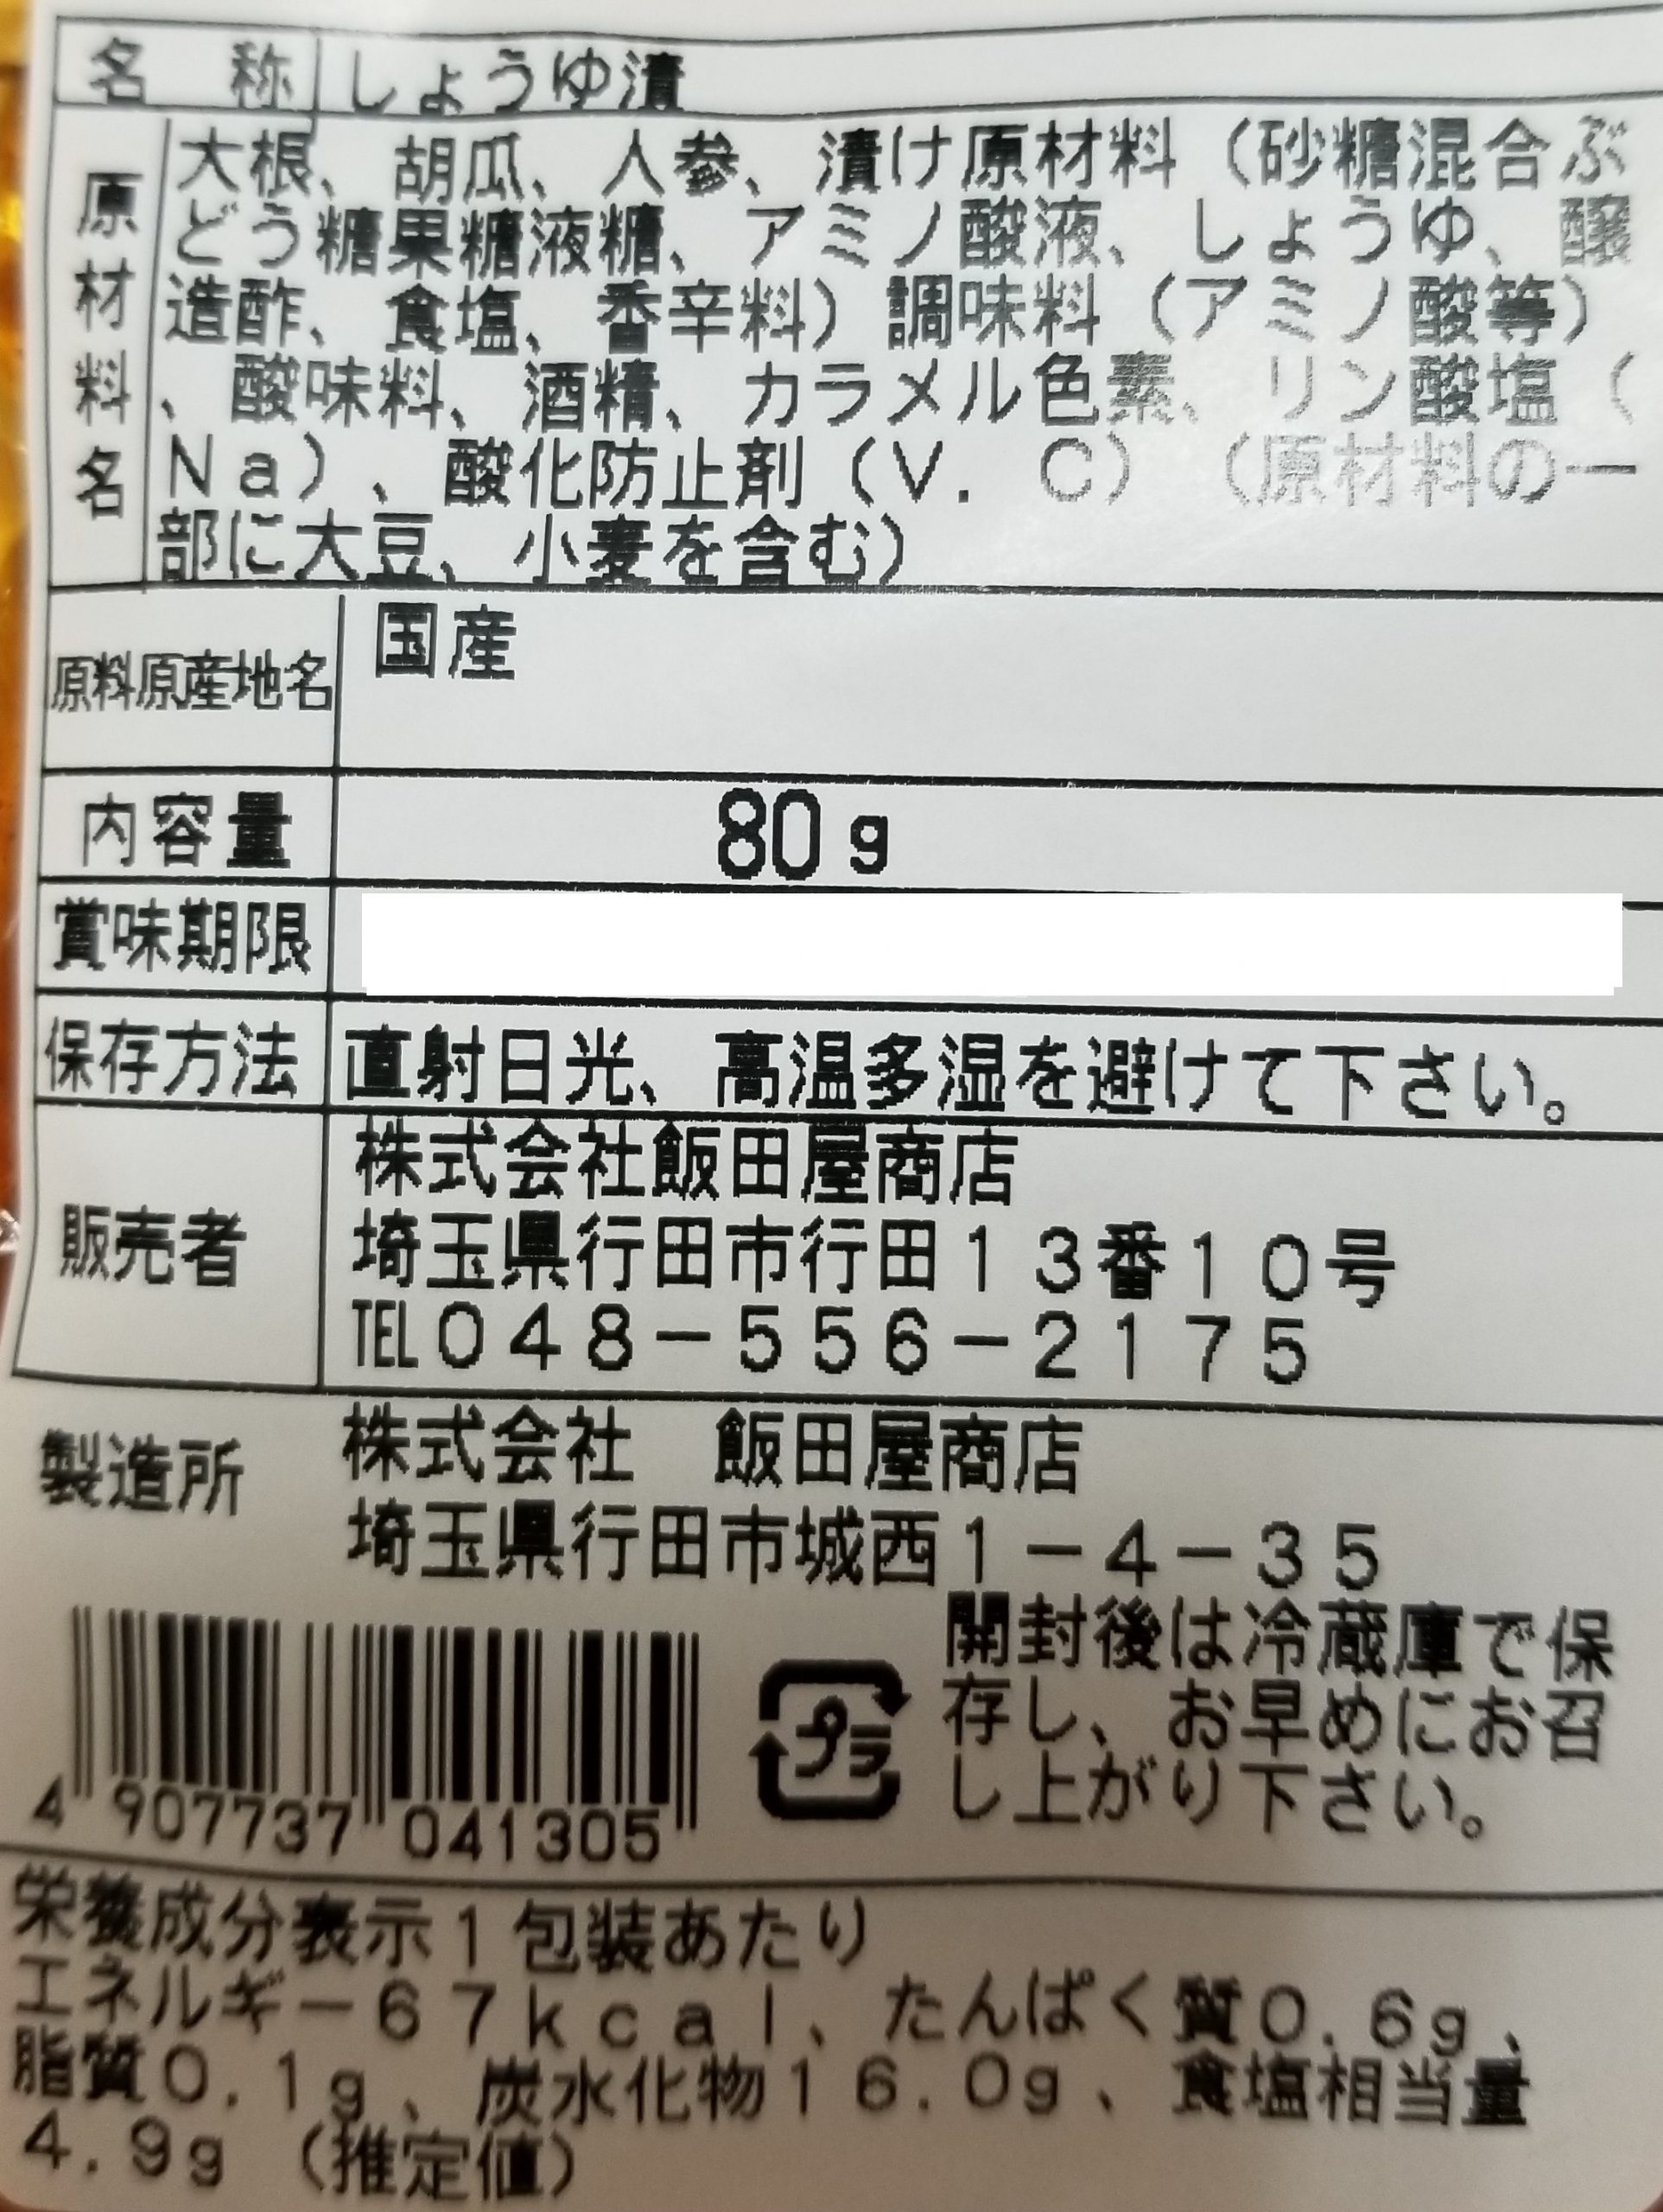 名 称 しょうゆ漬
原材料名 大根、胡瓜、人参、漬け原材料（砂糖混合ぶ
どう糖果糖液糖、アミノ酸液、しょうゆ、醸
造酢、食塩、香辛料）調味料（アミノ酸等）
、酸味料、酒精、カラメル色素、リン酸塩（
Ｎａ）、酸化防止剤（Ｖ．Ｃ）（原材料の一
部に大豆、小麦を含む）
原料原産地名 国産
内容量 80ｇ
賞味期限
保存方法 直射日光、高温多湿を避けて下さい。
販売者 株式会社飯田屋商店
埼玉県行田市行田１３番１０号
TEL０４８－５５６－２１７５
製造所 株式会社　飯田屋商店
埼玉県行田市城西１－４－３５
開封後は冷蔵庫で保
存し、お早めにお召
し上がり下さい。
プラ
4 907737 041305
栄養成分表示１包装あたり
エネルギー６７ｋｃａｌ、たんぱく質０．６ｇ、
脂質０．１ｇ、炭水化物１６．０ｇ、食塩相当量
４．９ｇ（推定値）